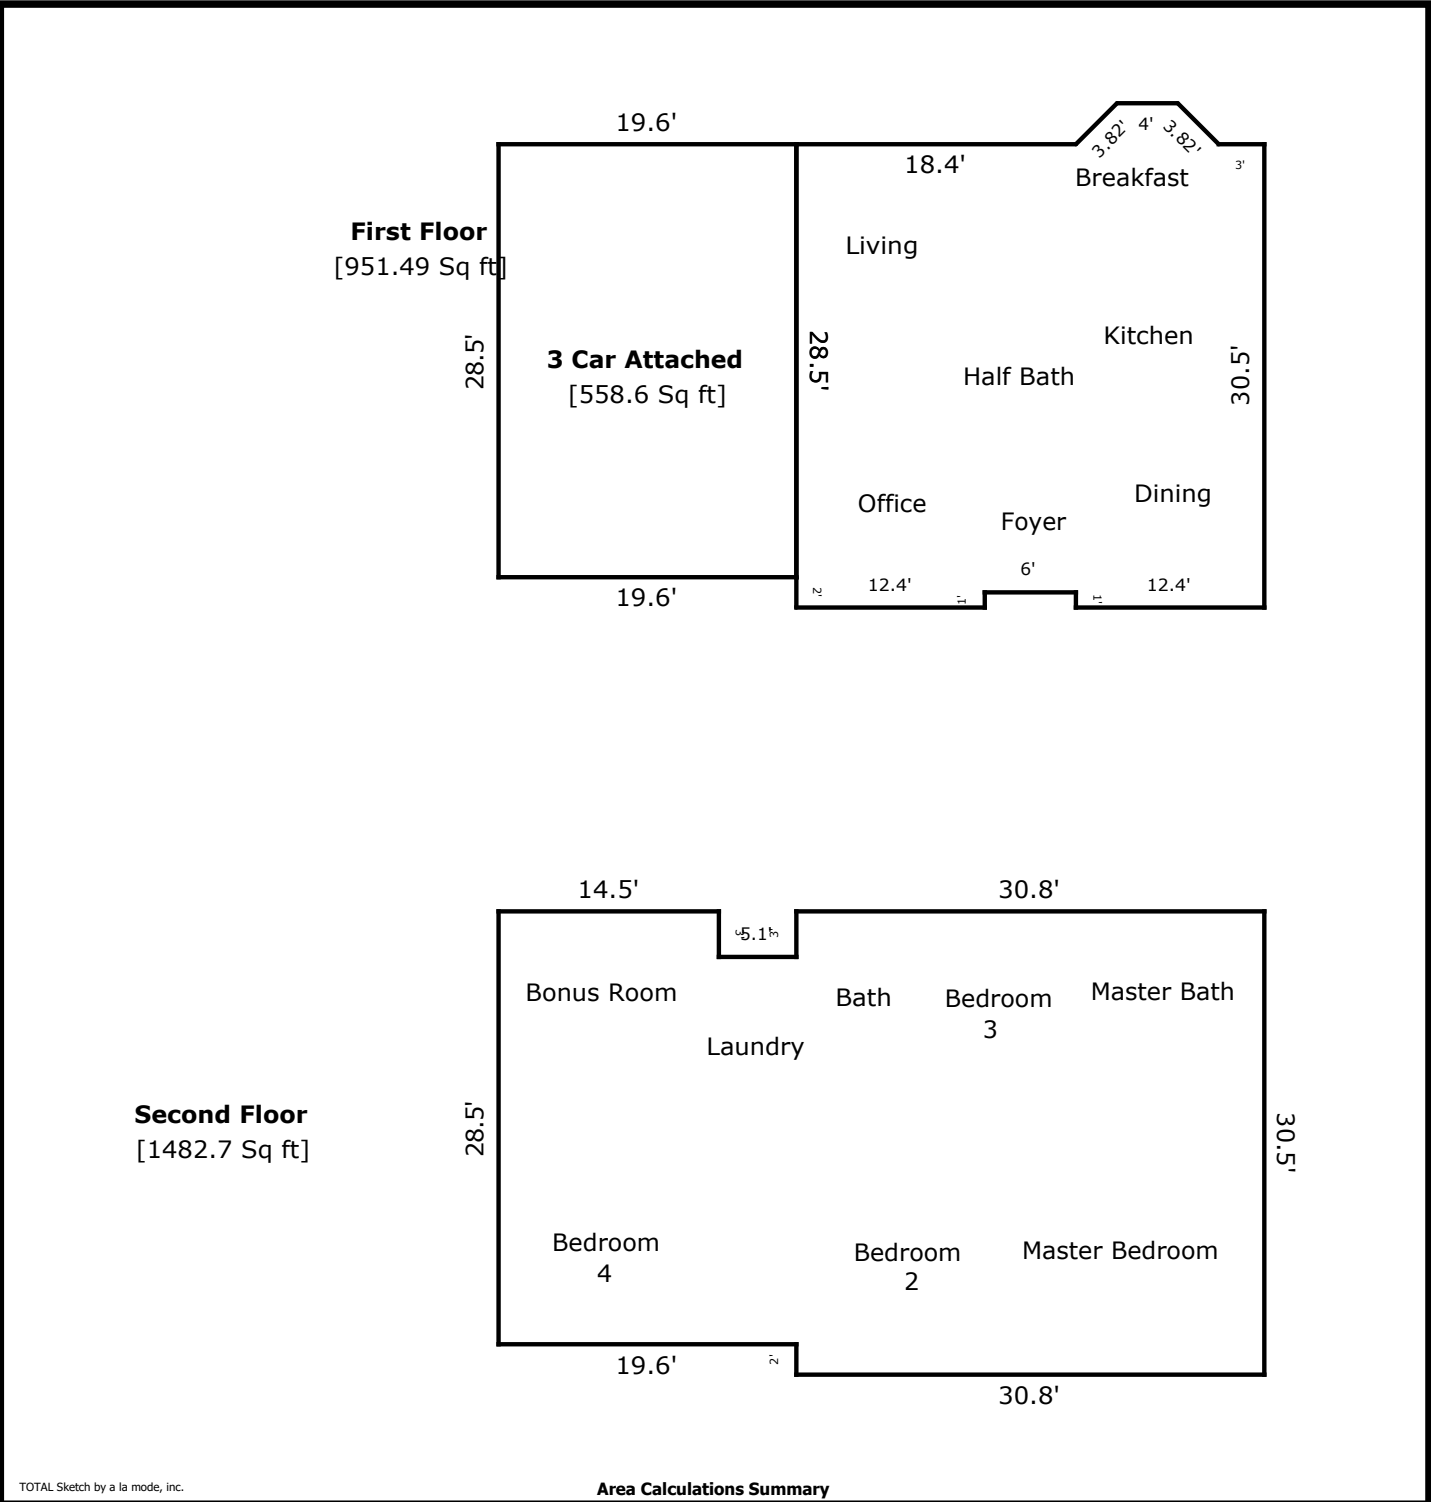 19.6'
18.4'
3.82'
4'
3.82'
3'
Breakfast
First Floor
[951.49 Sq ft]
Living
28.5'
3 Car Attached
[558.6 Sq ft]
28.5'
Kitchen
Half Bath
30.5'
Office
Foyer
Dining
19.6'
2'
12.4'
1'
6'
1'
12.4'
14.5'
30.8'
3'
5.1'
3'
Bonus Room
Bath
Bedroom
3
Master Bath
Laundry
Second Floor
[1482.7 Sq ft]
28.5'
30.5'
Bedroom
4
Bedroom
2
Master Bedroom
19.6'
2'
30.8'
TOTAL Sketch by a la mode, inc.
Area Calculations Summary